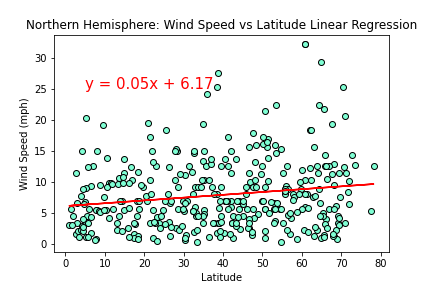 Northern Hemisphere: Wind Speed vs Latitude Linear Regression
y = 0.05x + 6.17
Wind Speed (mph)
30
25
20
15
10
5
0
0 10 20 30 40 50 60 70 80
Latitude